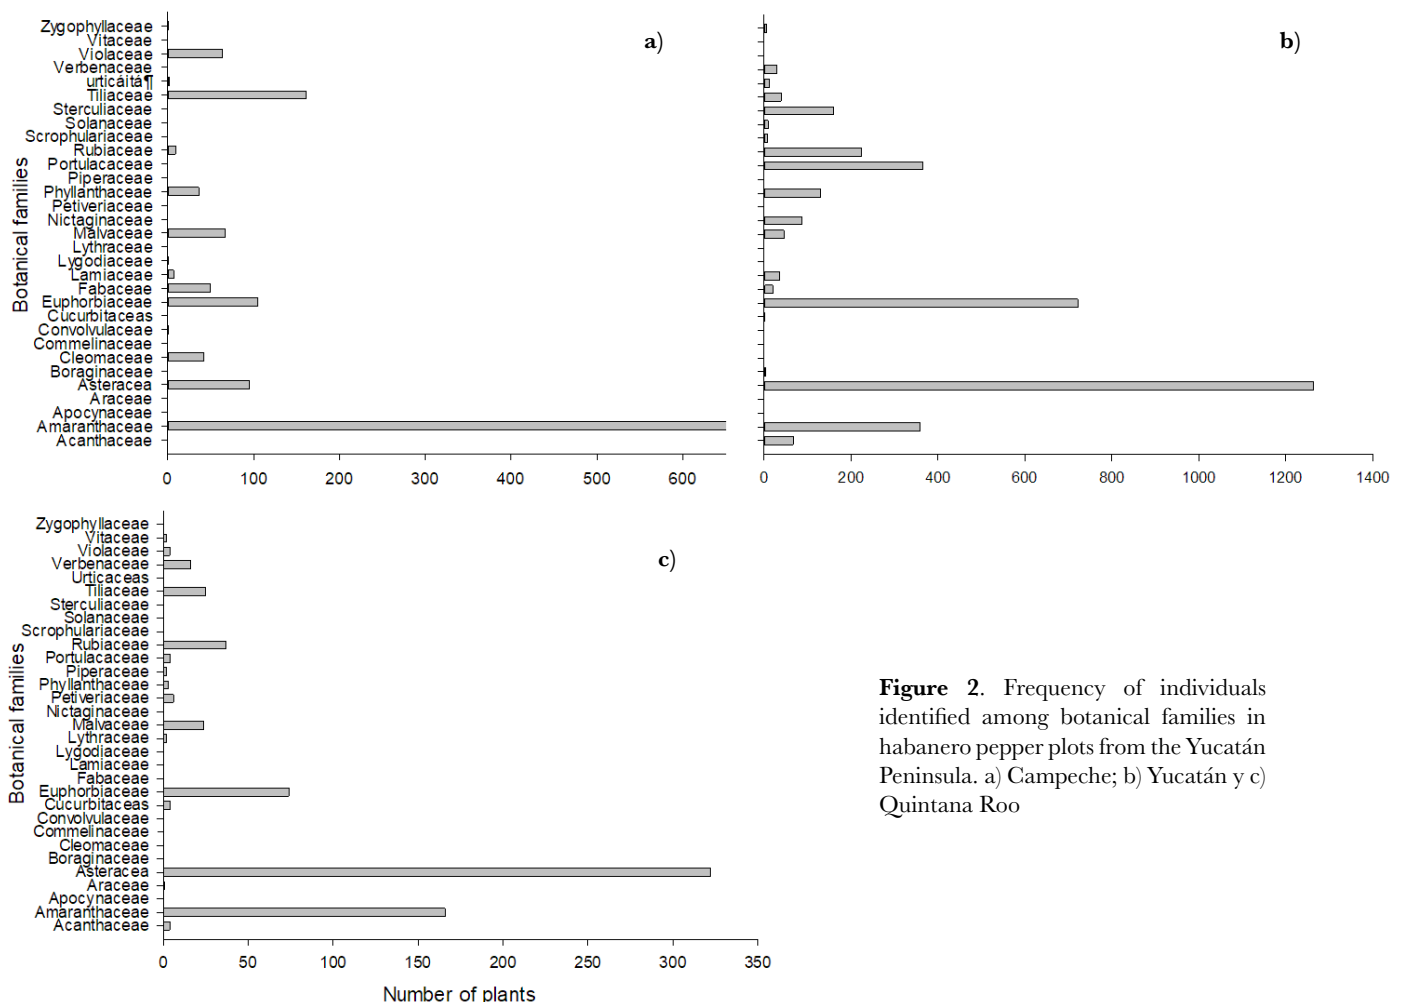 a)
Zygophyllaceae
Vitaceae
Violaceae
Verbenaceae
urticáitá¶
Tiliaceae
Sterculiaceae
Solanaceae
Scrophulariaceae
Rubiaceae
Portulacaceae
Piperaceae
Phyllanthaceae
Petiveriaceae
Nictaginaceae
Malvaceae
Lythraceae
Lygodiaceae
Lamiaceae
Fabaceae
Euphorbiaceae
Cucurbitaceas
Convolvulaceae
Commelinaceae
Cleomaceae
Boraginaceae
Asteracea
Araceae
Apocynaceae
Amaranthaceae
Acanthaceae
Botanical families
0 100 200 300 400 500 600
b)
0 200 400 600 800 1000 1200 1400
c)
Zygophyllaceae
Vitaceae
Violaceae
Verbenaceae
Urticaceas
Tiliaceae
Sterculiaceae
Solanaceae
Scrophulariaceae
Rubiaceae
Portulacaceae
Piperaceae
Phyllanthaceae
Petiveriaceae
Nictaginaceae
Malvaceae
Lythraceae
Lygodiaceae
Lamiaceae
Fabaceae
Euphorbiaceae
Cucurbitaceas
Convolvulaceae
Commelinaceae
Cleomaceae
Boraginaceae
Asteracea
Araceae
Apocynaceae
Amaranthaceae
Acanthaceae
Botanical families
0 50 100 150 200 250 300 350
Number of plants
Figure 2. Frequency of individuals
identified among botanical families in
habanero pepper plots from the Yucatán
Peninsula. a) Campeche; b) Yucatán y c)
Quintana Roo